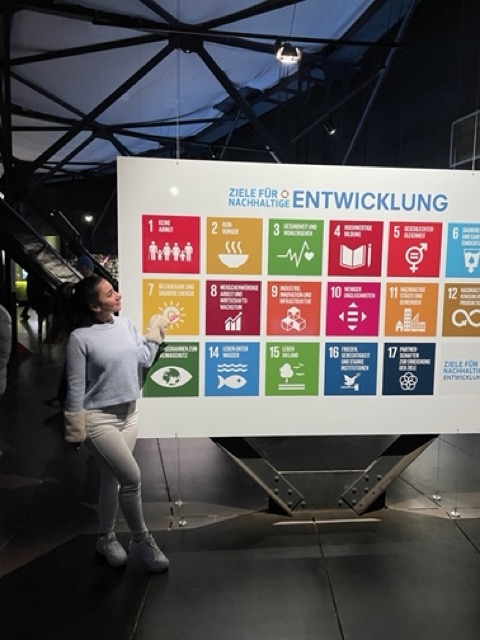 ZIELE FÜR
NACHHALTIGE
ENTWICKLUNG
1 KEINE
ARMUT
2 KEIN
HUNGER
3 GESUNDHEIT UND
WOHLERGEHEN
4 HOCHWERTIGE
BILDUNG
5 GESCHLECHTER-
GLEICHHEIT
6
7 BEZAHLBARE UND
SAUBERE ENERGIE
8 MENSCHENWÜRDIGE
ARBEIT UND
WIRTSCHAFTS-
WACHSTUM
9 INDUSTRIE,
INNOVATION UND
INFRASTRUKTUR
10 WENIGER
UNGLEICHHEITEN
11 NACHHALTIGE
STÄDTE UND
GEMEINDEN
12
14 LEBEN UNTER
WASSER
15 LEBEN
AN LAND
16 FRIEDEN,
GERECHTIGKEIT
UND STARKE
INSTITUTIONEN
17 PARTNER-
SCHAFTEN
ZUR ERREICHUNG
DER ZIELE
ZIELE FÜR